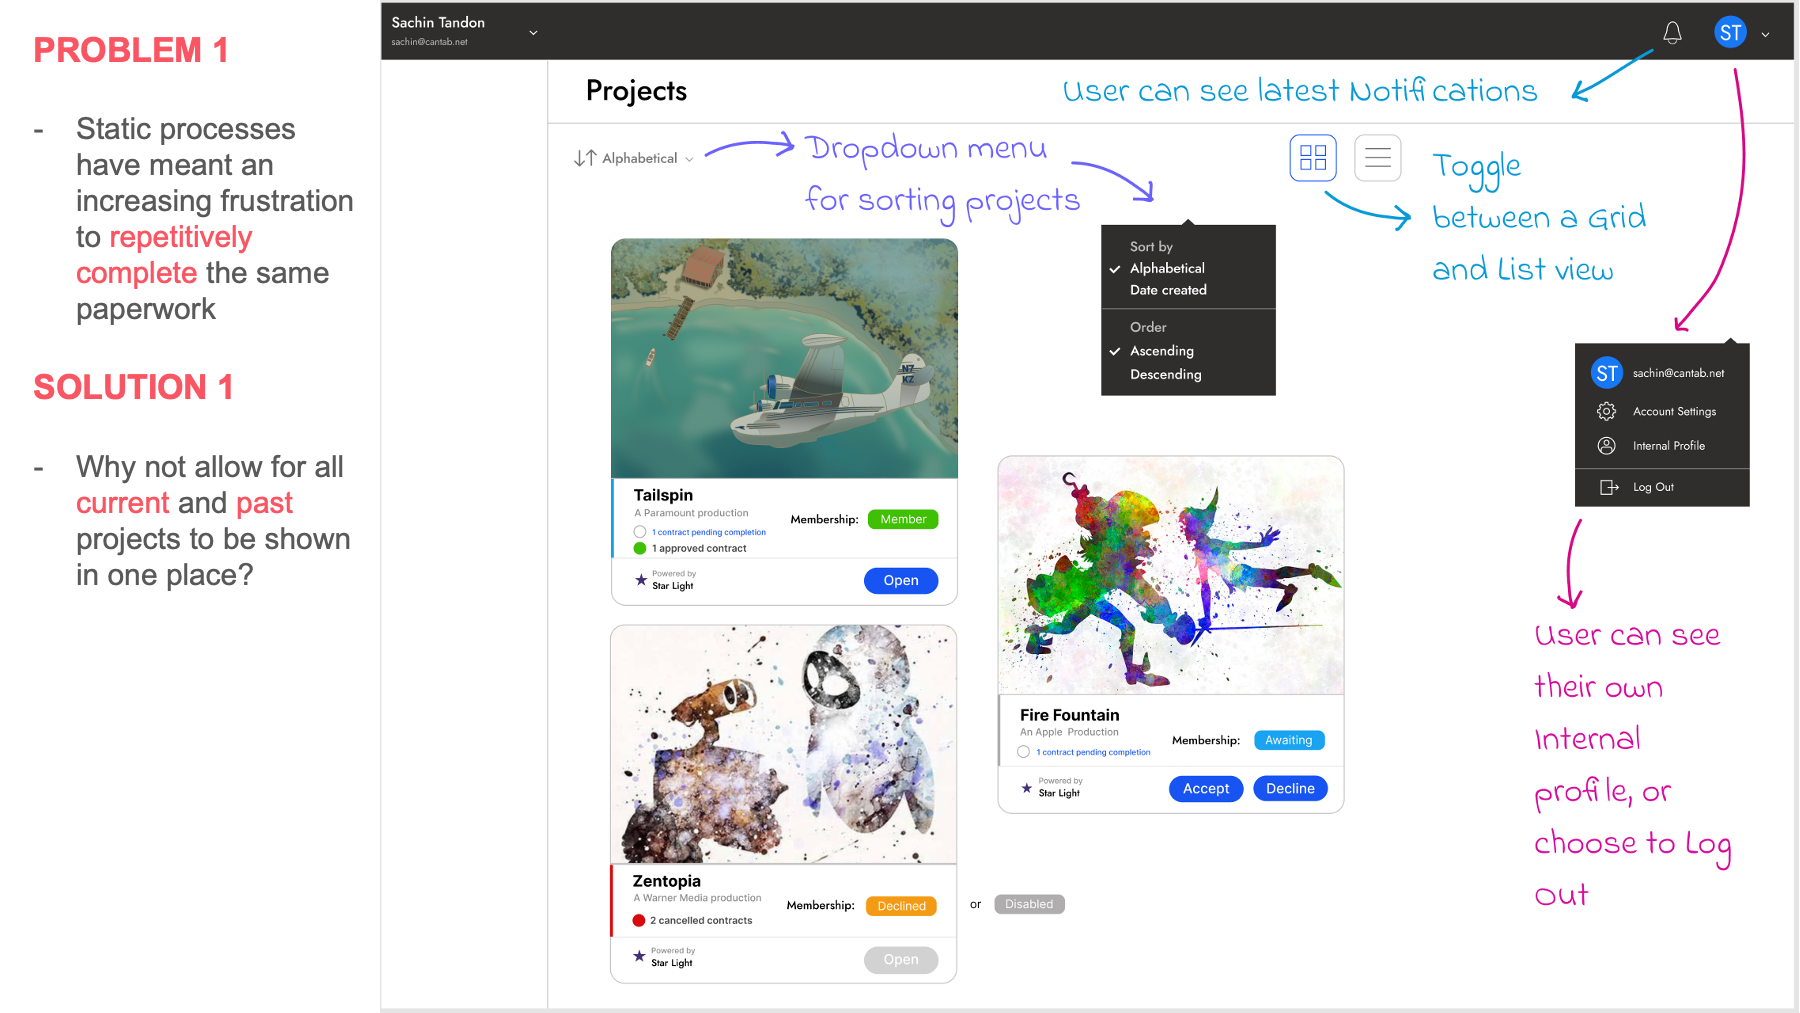 PROBLEM 1
- Static processes
have meant an
increasing frustration
to repetitively
complete the same
paperwork
SOLUTION 1
- Why not allow for all
current and past
projects to be shown
in one place?
Sachin Tandon
sachin@cantab.net
ST
Projects
User can see latest Notifications
Alphabetical
Dropdown menu
for sorting projects
Toggle
between a Grid
and List view
Sort by
Alphabetical
Date created
Order
Ascending
Descending
ST sachin@cantab.net
Account Settings
Internal Profile
Log Out
User can see
their own
Internal
profile, or
choose to Log
Out
NZ
KZ
Tailspin
A Paramount production
1 contract pending completion
1 approved contract
Membership: Member
Powered by
Star Light
Open
Fire Fountain
An Apple Production
1 contract pending completion
Membership: Awaiting
Powered by
Star Light
Accept Decline
Zentopia
A Warner Media production
2 cancelled contracts
Membership: Declined or Disabled
Powered by
Star Light
Open